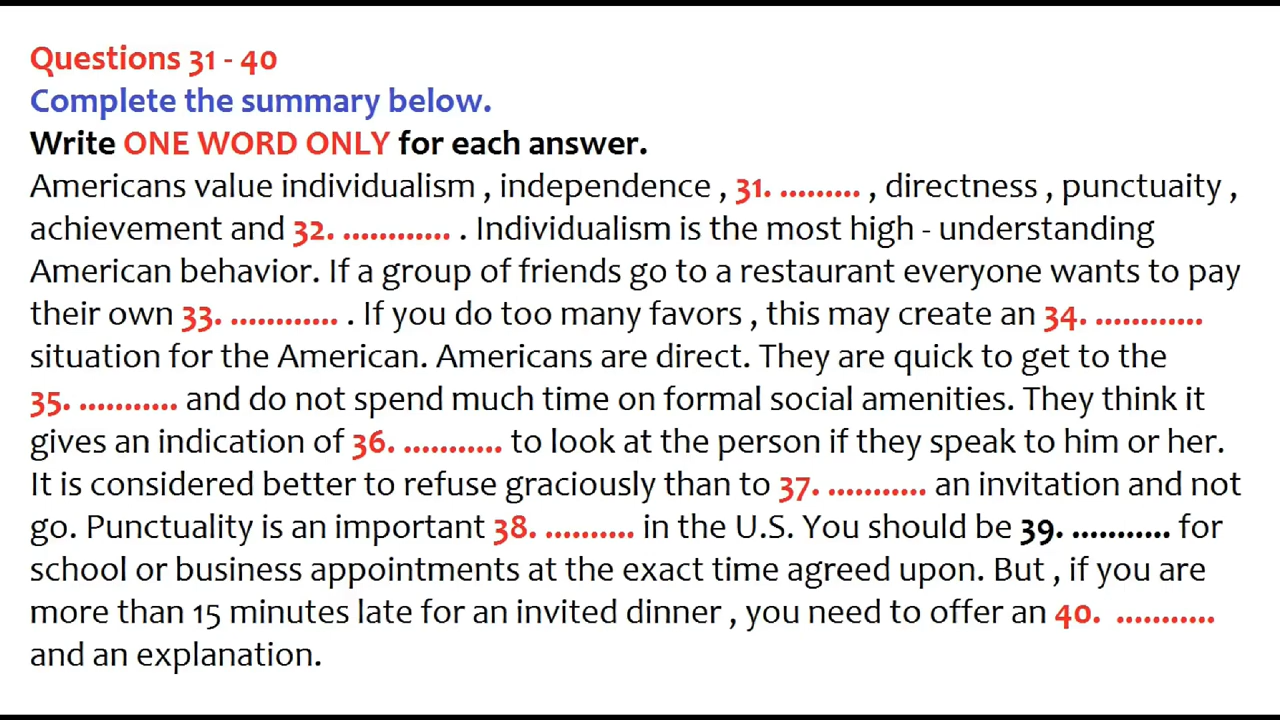 Questions 31 - 40
Complete the summary below.
Write ONE WORD ONLY for each answer.
Americans value individualism , independence , 31. ......... , directness , punctuaity ,
achievement and 32. ............ . Individualism is the most high - understanding
American behavior. If a group of friends go to a restaurant everyone wants to pay
their own 33. ............ . If you do too many favors , this may create an 34. ............
situation for the American. Americans are direct. They are quick to get to the
35. ........... and do not spend much time on formal social amenities. They think it
gives an indication of 36. ........... to look at the person if they speak to him or her.
It is considered better to refuse graciously than to 37. ........... an invitation and not
go. Punctuality is an important 38. .......... in the U.S. You should be 39. ........... for
school or business appointments at the exact time agreed upon. But , if you are
more than 15 minutes late for an invited dinner , you need to offer an 40. ...........
and an explanation.